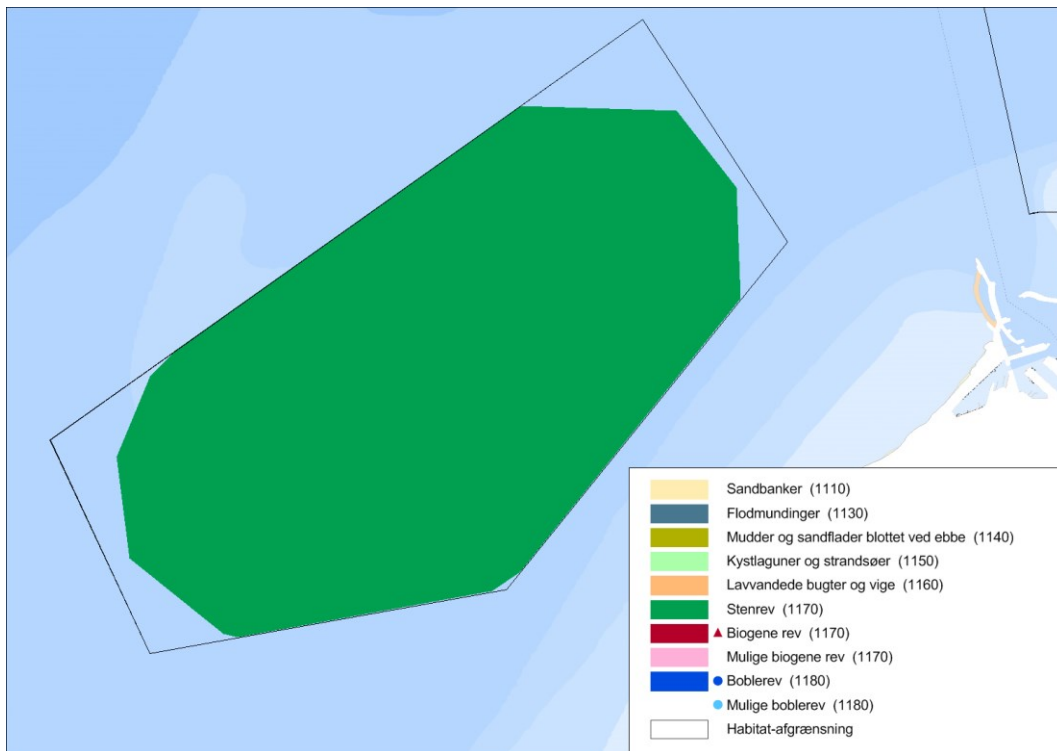 Sandbanker (1110)
Flodmundinger (1130)
Mudder og sandflader blottet ved ebbe (1140)
Kystlaguner og strandsøer (1150)
Lavvandede bugter og vige (1160)
Stenrev (1170)
Biogene rev (1170)
Mulige biogene rev (1170)
Boblerev (1180)
Mulige boblerev (1180)
Habitat-afgrænsning